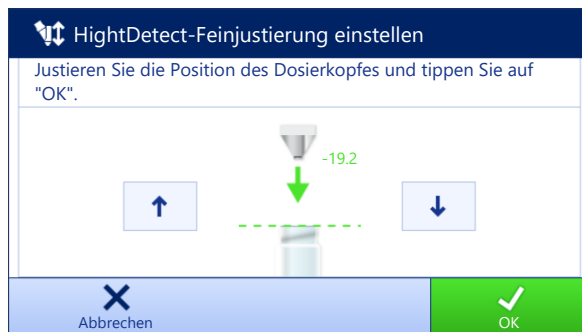 HightDetect-Feinjustierung einstellen
Justieren Sie die Position des Dosierkopfes und tippen Sie auf
"OK".
-19.2
Abbrechen
OK